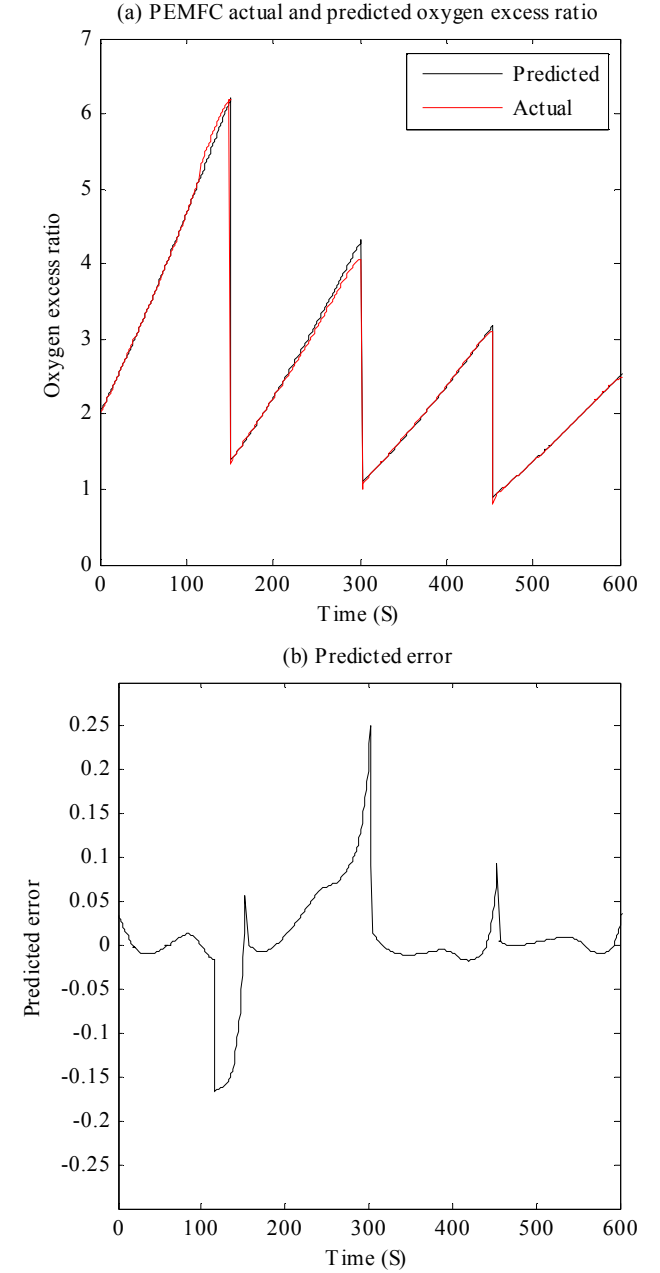 (a) PEMFC actual and predicted oxygen excess ratio
7
6
5
4
3
2
1
0
Oxygen excess ratio
Predicted
Actual
0 100 200 300 400 500 600
Time (S)
(b) Predicted error
0.25
0.2
0.15
0.1
0.05
0
-0.05
-0.1
-0.15
-0.2
-0.25
Predicted error
0 100 200 300 400 500 600
Time (S)